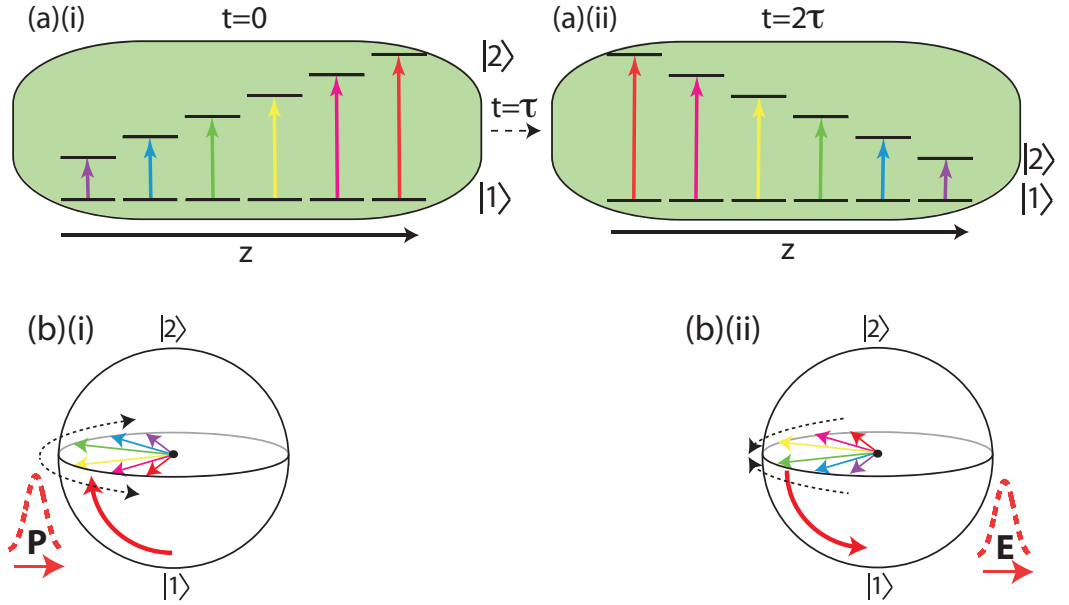 (a)(i) t=0
(a)(ii) t=2τ
|2⟩
t=τ
|2⟩
|1⟩
|1⟩
z
z
(b)(i)
|2⟩
(b)(ii)
|2⟩
P
E
|1⟩
|1⟩